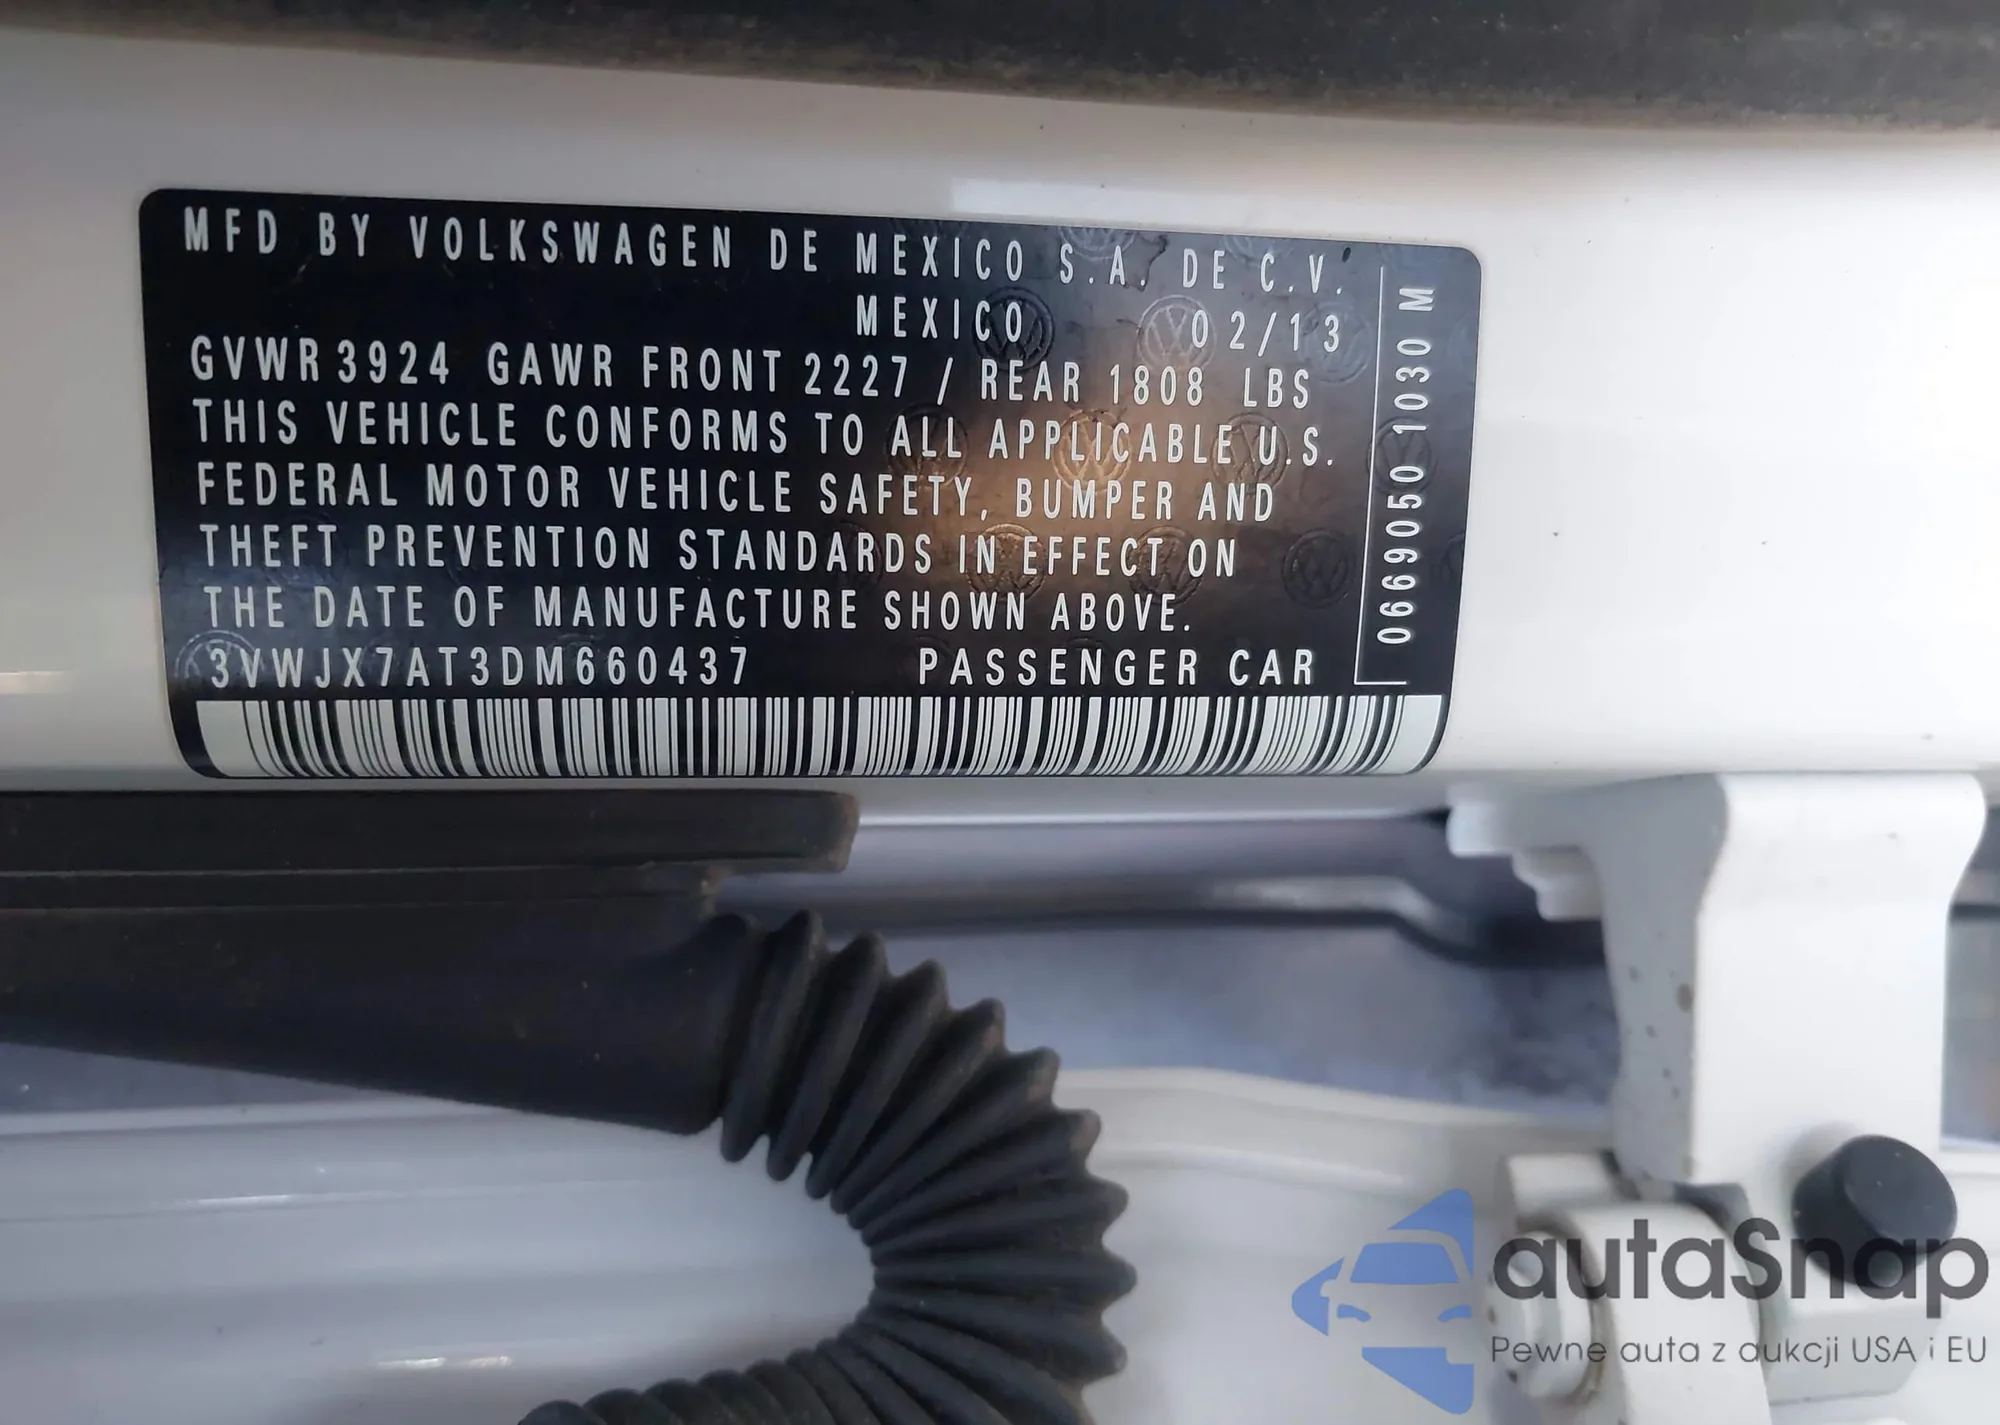 MFD BY VOLKSWAGEN DE MEXICO S.A. DE C.V.
MEXICO 02/13
GVWR 3924 GAWR FRONT 2227 / REAR 1808 LBS
THIS VEHICLE CONFORMS TO ALL APPLICABLE U.S.
FEDERAL MOTOR VEHICLE SAFETY, BUMPER AND
THEFT PREVENTION STANDARDS IN EFFECT ON
THE DATE OF MANUFACTURE SHOWN ABOVE.
3VWJX7AT3DM660437 PASSENGER CAR
0669050 1030 M
autaSnap
Pewne auta z aukcji USA i EU